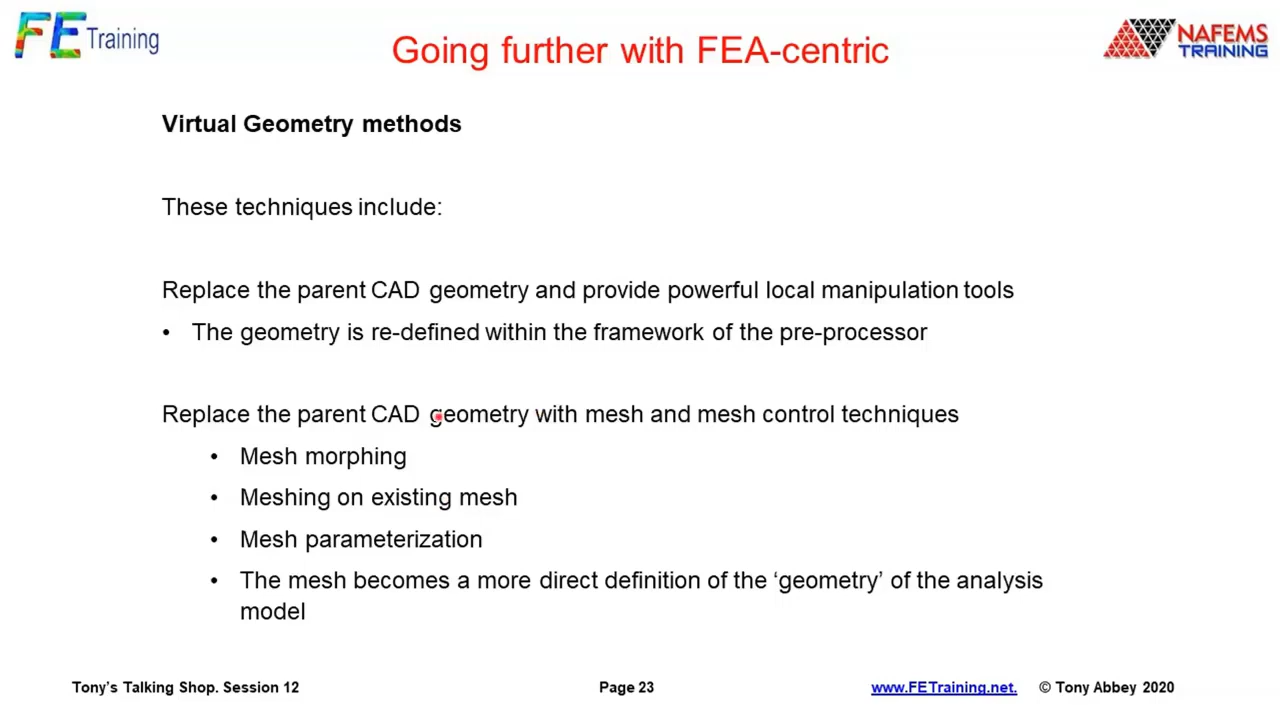 FE Training
Going further with FEA-centric
NAFEMS
TRAINING
Virtual Geometry methods
These techniques include:
Replace the parent CAD geometry and provide powerful local manipulation tools
• The geometry is re-defined within the framework of the pre-processor
Replace the parent CAD geometry with mesh and mesh control techniques
• Mesh morphing
• Meshing on existing mesh
• Mesh parameterization
• The mesh becomes a more direct definition of the ‘geometry’ of the analysis
model
Tony’s Talking Shop. Session 12
Page 23
www.FETraining.net.
© Tony Abbey 2020